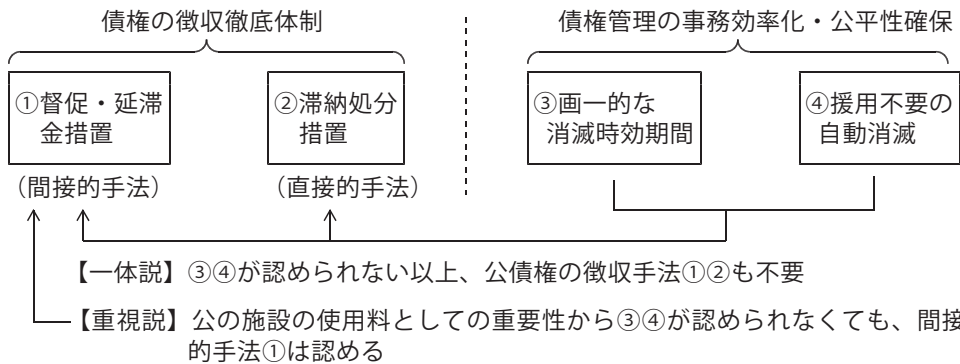 債権の徴収徹底体制
債権管理の事務効率化・公平性確保
①督促・延滞
金措置
②滞納処分
措置
③画一的な
消滅時効期間
④援用不要の
自動消滅
(間接的手法)
(直接的手法)
【一体説】③④が認められない以上、公債権の徴収手法①②も不要
【重視説】公の施設の使用料としての重要性から③④が認められなくても、間接
的手法①は認める